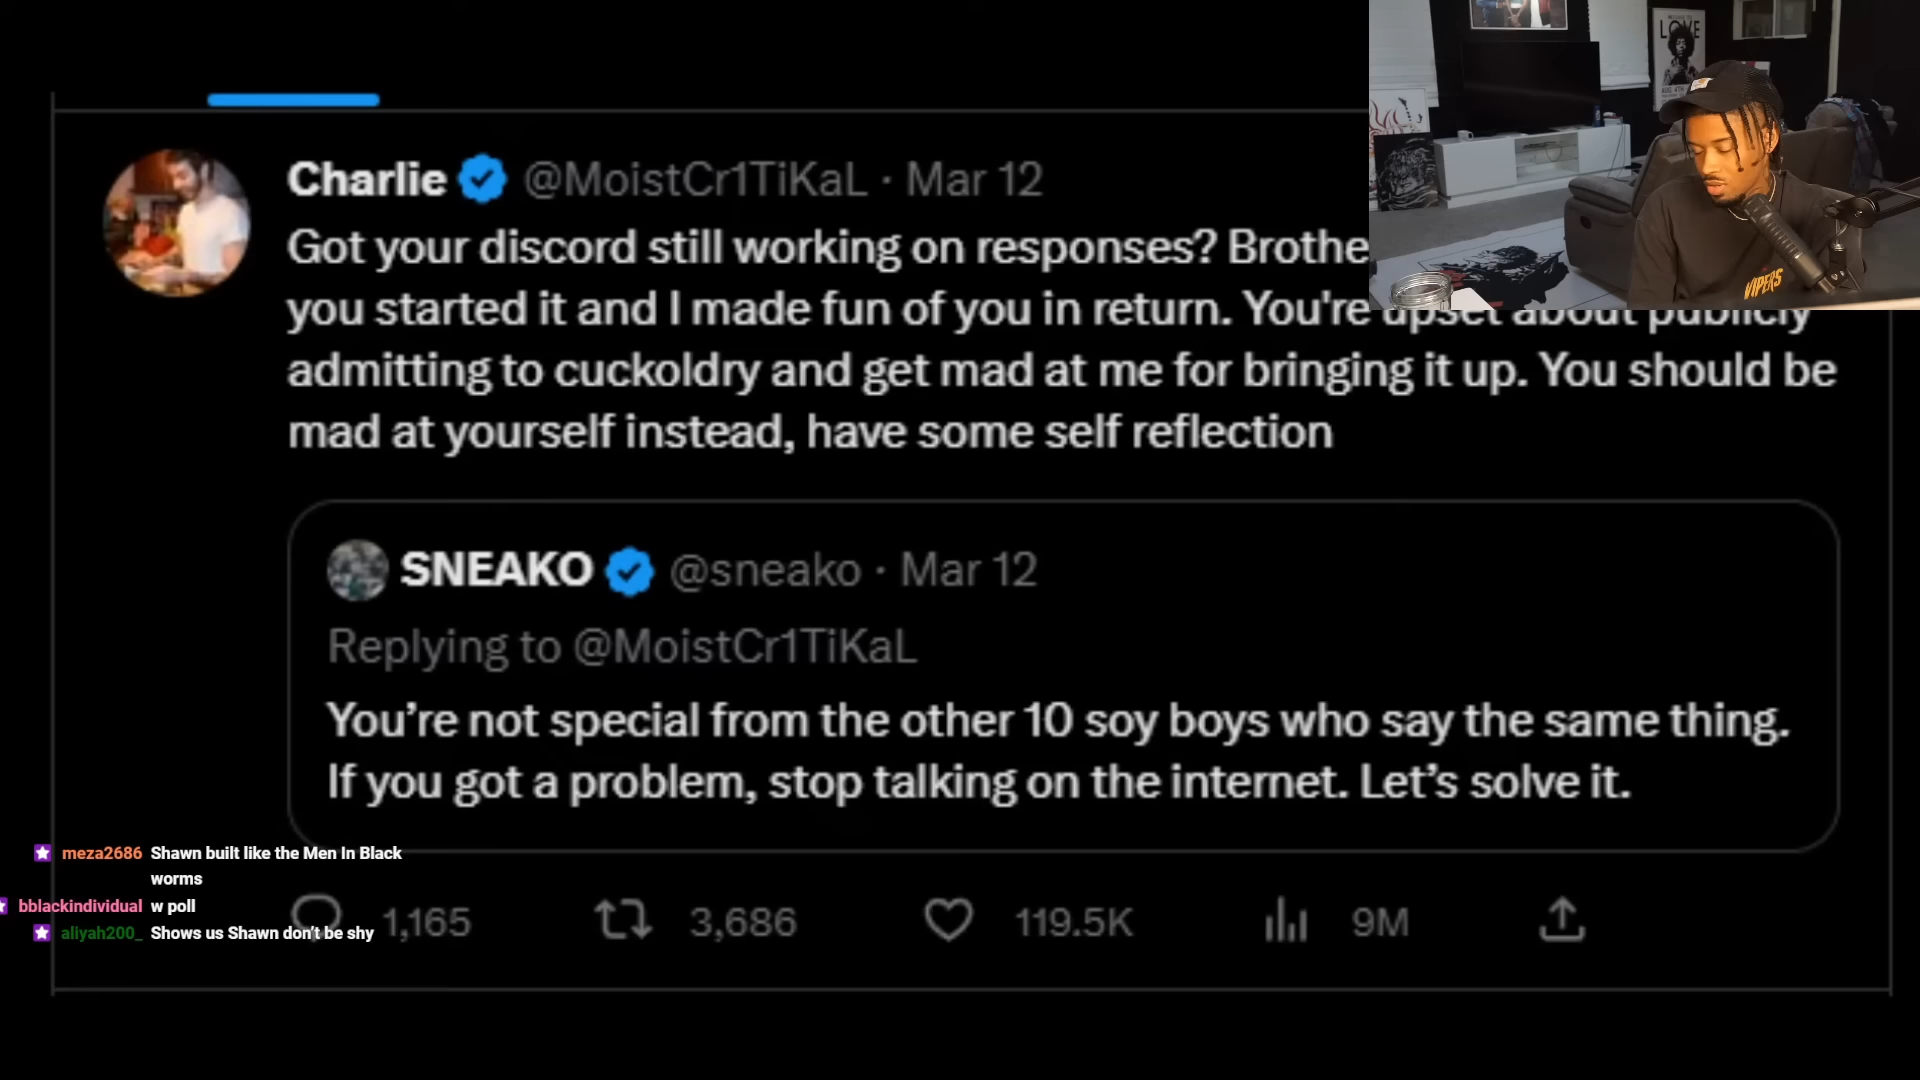 Charlie @MoistCr1TiKaL · Mar 12
Got your discord still working on responses? Brothe
you started it and I made fun of you in return. You're upset about publicly
admitting to cuckoldry and get mad at me for bringing it up. You should be
mad at yourself instead, have some self reflection
SNEAKO @sneako · Mar 12
Replying to @MoistCr1TiKaL
You’re not special from the other 10 soy boys who say the same thing.
If you got a problem, stop talking on the internet. Let’s solve it.
1,165 3,686 119.5K 9M
meza2686 Shawn built like the Men In Black
worms
bblackindividual w poll
aliyah200_ Shows us Shawn don’t be shy
LOVE
VIPERS